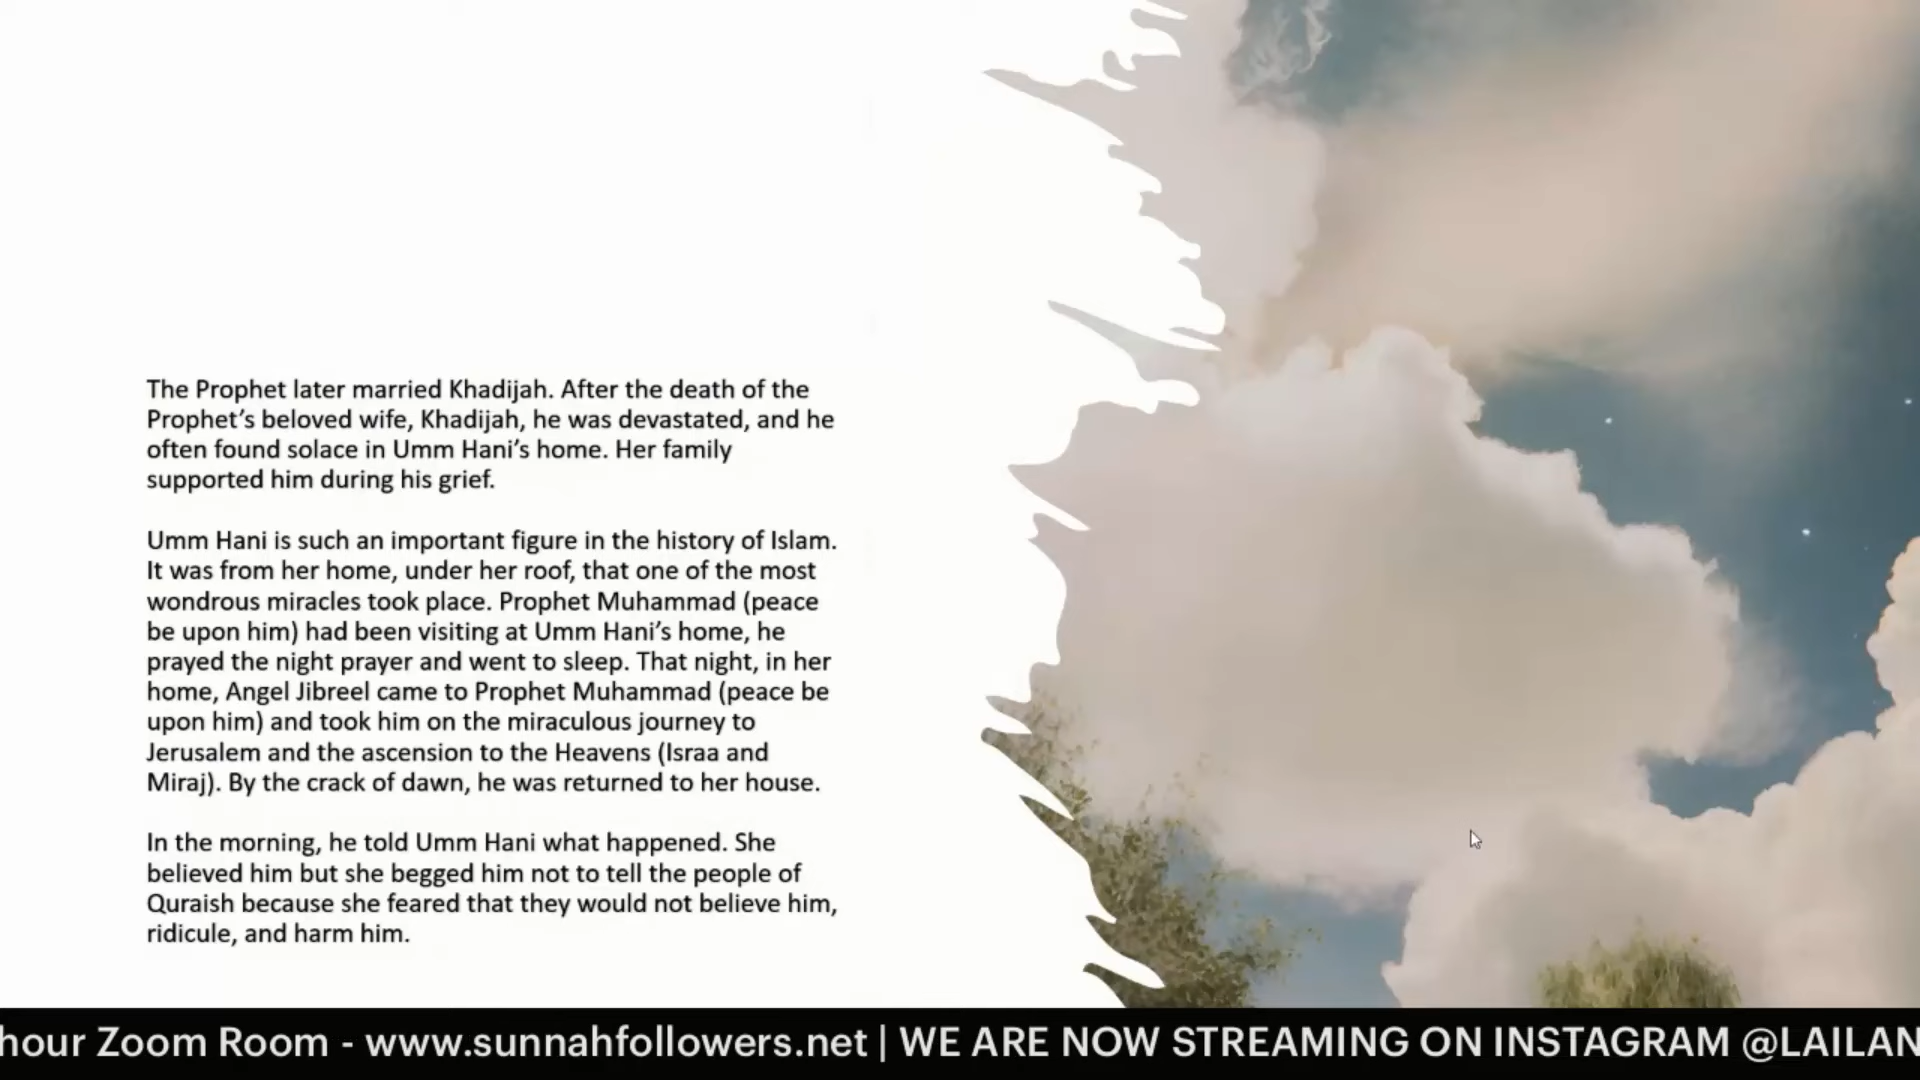 The Prophet later married Khadijah. After the death of the
Prophet’s beloved wife, Khadijah, he was devastated, and he
often found solace in Umm Hani’s home. Her family
supported him during his grief.
Umm Hani is such an important figure in the history of Islam.
It was from her home, under her roof, that one of the most
wondrous miracles took place. Prophet Muhammad (peace
be upon him) had been visiting at Umm Hani’s home, he
prayed the night prayer and went to sleep. That night, in her
home, Angel Jibreel came to Prophet Muhammad (peace be
upon him) and took him on the miraculous journey to
Jerusalem and the ascension to the Heavens (Israa and
Miraj). By the crack of dawn, he was returned to her house.
In the morning, he told Umm Hani what happened. She
believed him but she begged him not to tell the people of
Quraish because she feared that they would not believe him,
ridicule, and harm him.
hour Zoom Room - www.sunnahfollowers.net | WE ARE NOW STREAMING ON INSTAGRAM @LAILAN